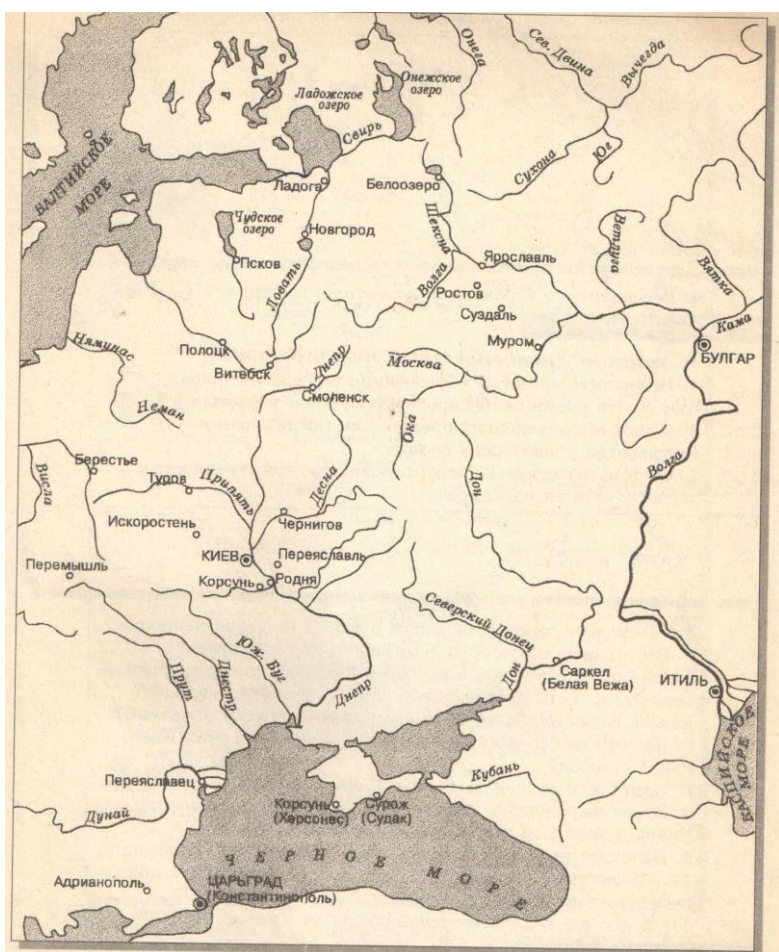 Онега
Сев. Двина
Вычегда
Онежское
озеро
Ладожское
озеро
Свирь
Юг
Сухона
БАЛТИЙСКОЕ
МОРЕ
Ладога
Белоозеро
Чудское
озеро
Новгород
Шексна
Ветлуга
Вятка
Псков
Ловать
Волга
Ярославль
Ростов
Суздаль
Кама
Муром
БУЛГАР
Нямунас
Полоцк
Витебск
Днепр
Москва
Смоленск
Неман
Ока
Висла
Берестье
Туров
Припять
Десна
Дон
Волга
Искоростень
Чернигов
КИЕВ
Переяславль
Перемышль
Корсунь
Родня
Северский Донец
Юж. Буг
Прут
Днестр
Днепр
Дон
Саркел
(Белая Вежа)
ИТИЛЬ
КАСПИЙСКОЕ
МОРЕ
Переяславец
Кубань
Дунай
Корсунь
(Херсонес)
Сурож
(Судак)
ЧЕРНОЕ МОРЕ
Адрианополь
ЦАРЬГРАД
(Константинополь)